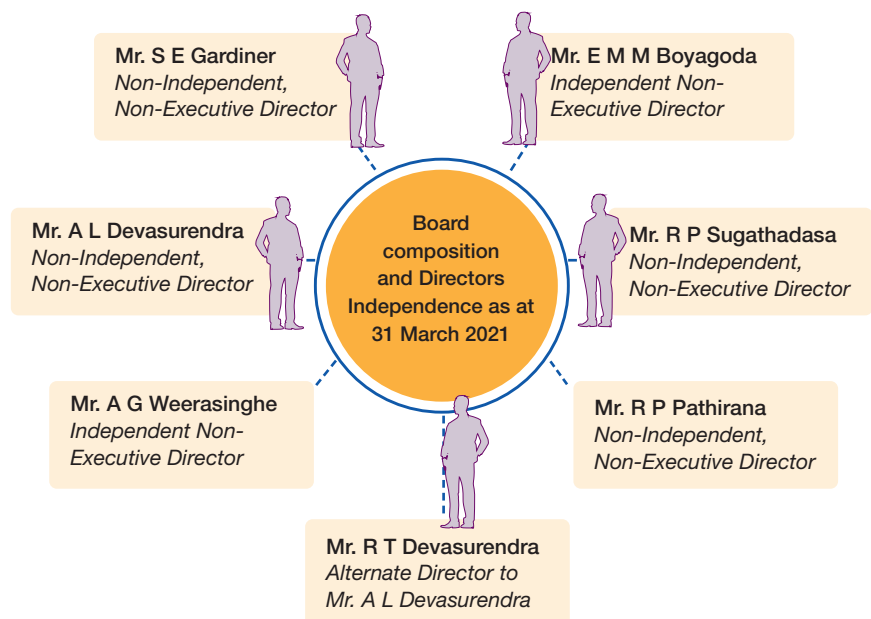 Mr. S E Gardiner
Non-Independent,
Non-Executive Director
Mr. E M M Boyagoda
Independent Non-
Executive Director
Mr. A L Devasurendra
Non-Independent,
Non-Executive Director
Board
composition
and Directors
Independence as at
31 March 2021
Mr. R P Sugathadasa
Non-Independent,
Non-Executive Director
Mr. A G Weerasinghe
Independent Non-
Executive Director
Mr. R P Pathirana
Non-Independent,
Non-Executive Director
Mr. R T Devasurendra
Alternate Director to
Mr. A L Devasurendra